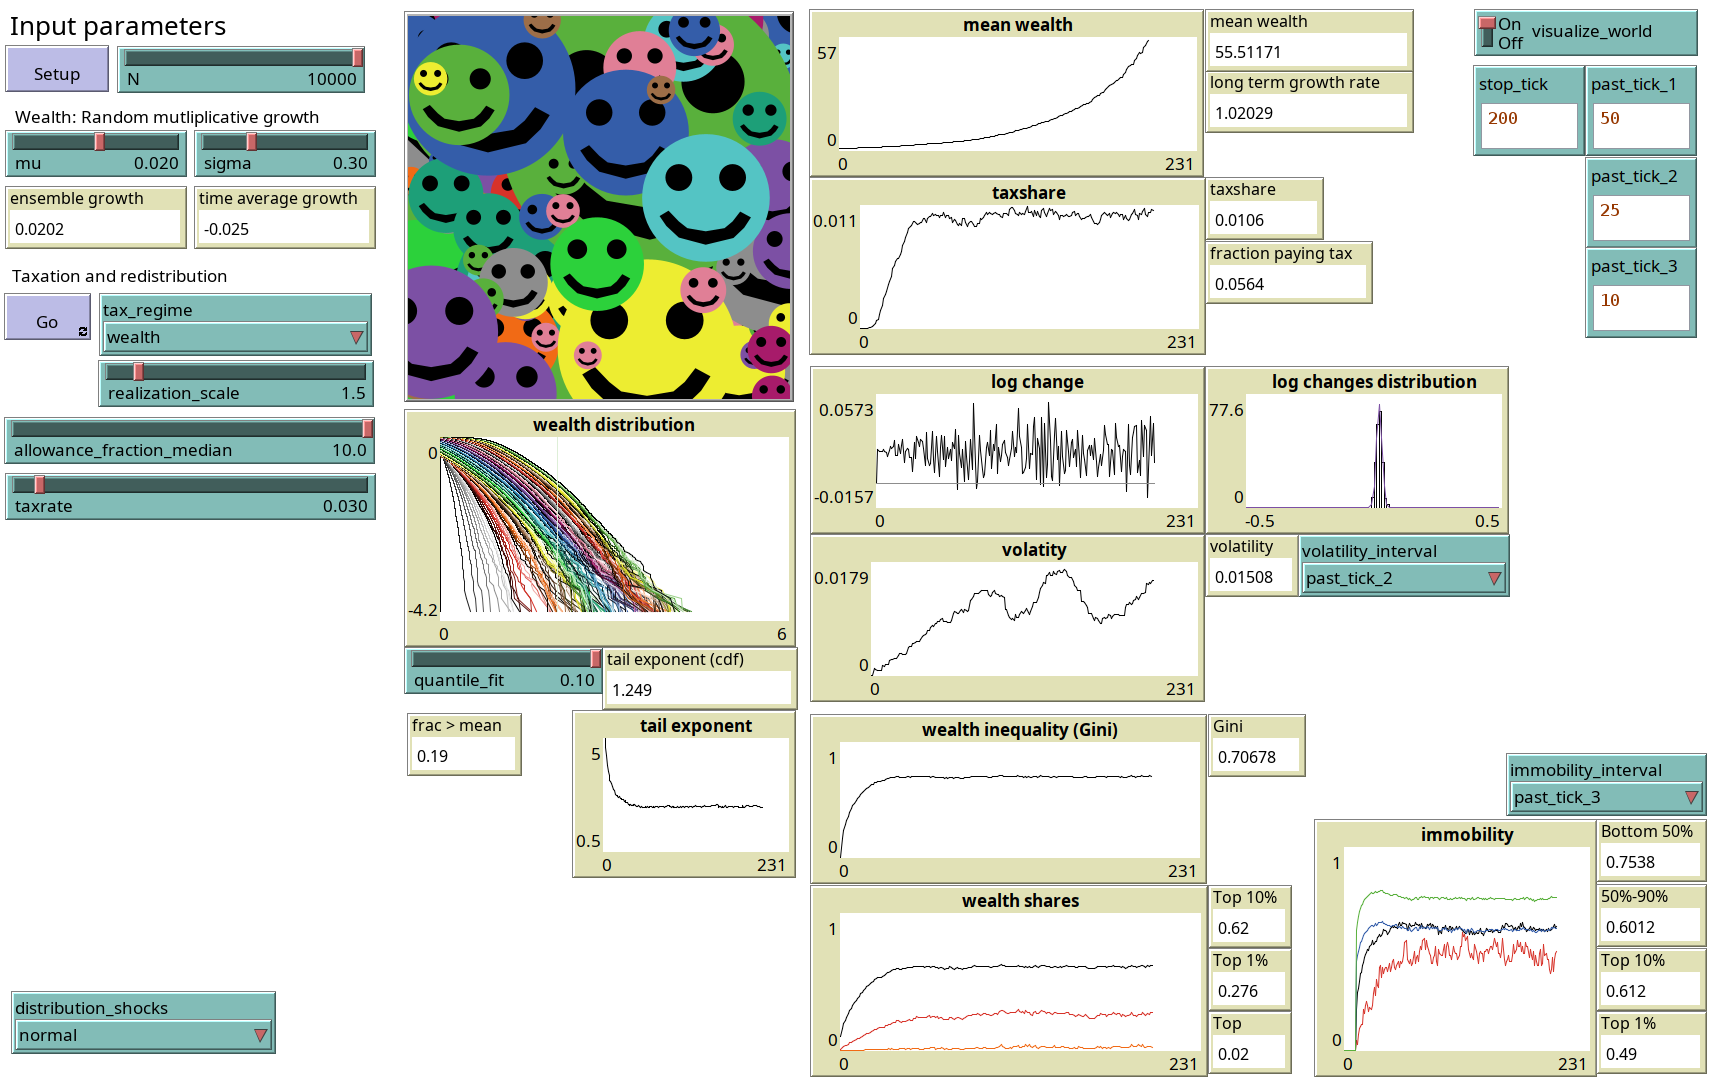 Input parameters
Setup
N 10000
Wealth: Random mutliplicative growth
mu 0.020
sigma 0.30
ensemble growth
0.0202
time average growth
-0.025
Taxation and redistribution
Go
tax_regime
wealth
realization_scale 1.5
allowance_fraction_median 10.0
taxrate 0.030
distribution_shocks
normal
wealth distribution
0
-4.2
0 6
quantile_fit 0.10
tail exponent (cdf)
1.249
frac > mean
0.19
tail exponent
5
0.5
0 231
mean wealth
57
0
0 231
mean wealth
55.51171
long term growth rate
1.02029
taxshare
0.011
0
0 231
taxshare
0.0106
fraction paying tax
0.0564
log change
0.0573
-0.0157
0 231
log changes distribution
77.6
0
-0.5 0.5
volatity
0.0179
0
0 231
volatility
0.01508
volatility_interval
past_tick_2
wealth inequality (Gini)
1
0
0 231
Gini
0.70678
wealth shares
1
0
0 231
Top 10%
0.62
Top 1%
0.276
Top
0.02
On
Off
visualize_world
stop_tick
200
past_tick_1
50
past_tick_2
25
past_tick_3
10
immobility_interval
past_tick_3
immobility
1
0
0 231
Bottom 50%
0.7538
50%-90%
0.6012
Top 10%
0.612
Top 1%
0.49